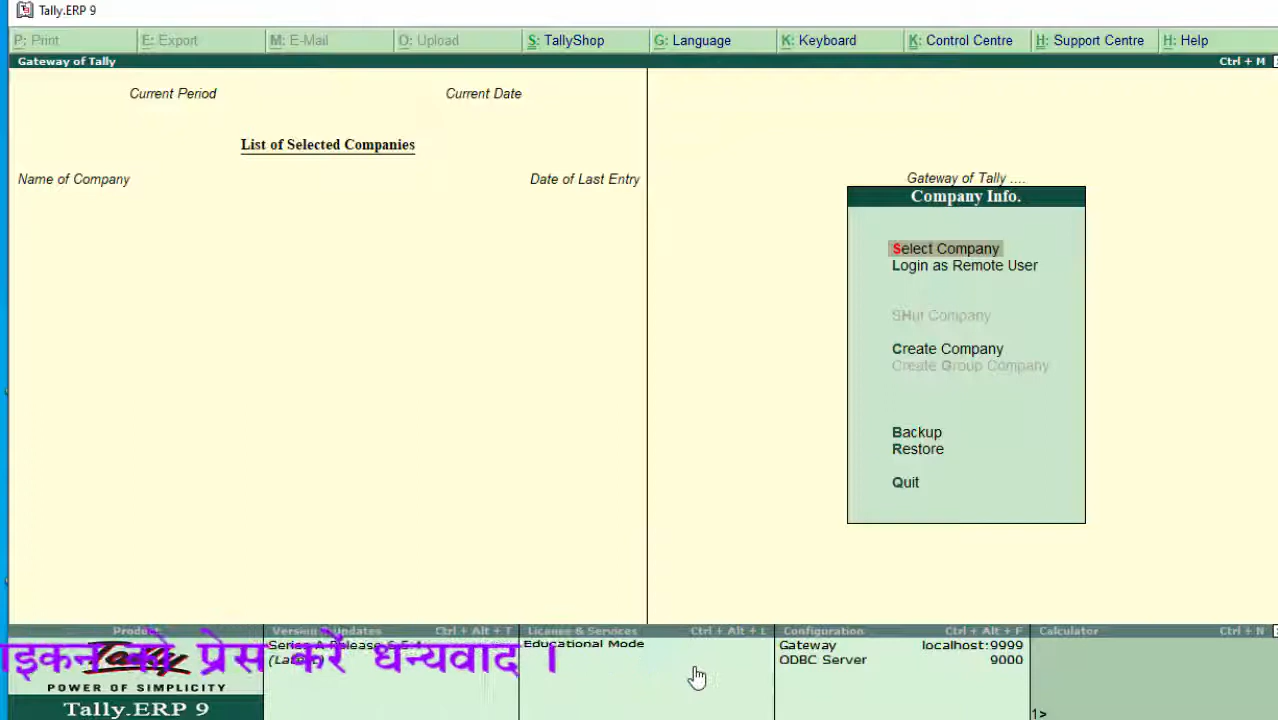 Tally.ERP 9
P: Print E: Export M: E-Mail O: Upload S: TallyShop G: Language K: Keyboard K: Control Centre H: Support Centre H: Help
Gateway of Tally Ctrl + M
Current Period Current Date
List of Selected Companies
Name of Company Date of Last Entry
Gateway of Tally ....
Company Info.
Select Company
Login as Remote User
SHut Company
Create Company
Create Group Company
Backup
Restore
Quit
Product Version & Updates Ctrl + Alt + T License & Services Ctrl + Alt + L Configuration Ctrl + Alt + F Calculator Ctrl + N
Series A Release Educational Mode Gateway localhost:9999
(Latest) ODBC Server 9000
Tally
को प्रेस करें धन्यवाद ।
POWER OF SIMPLICITY
Tally.ERP 9
1>